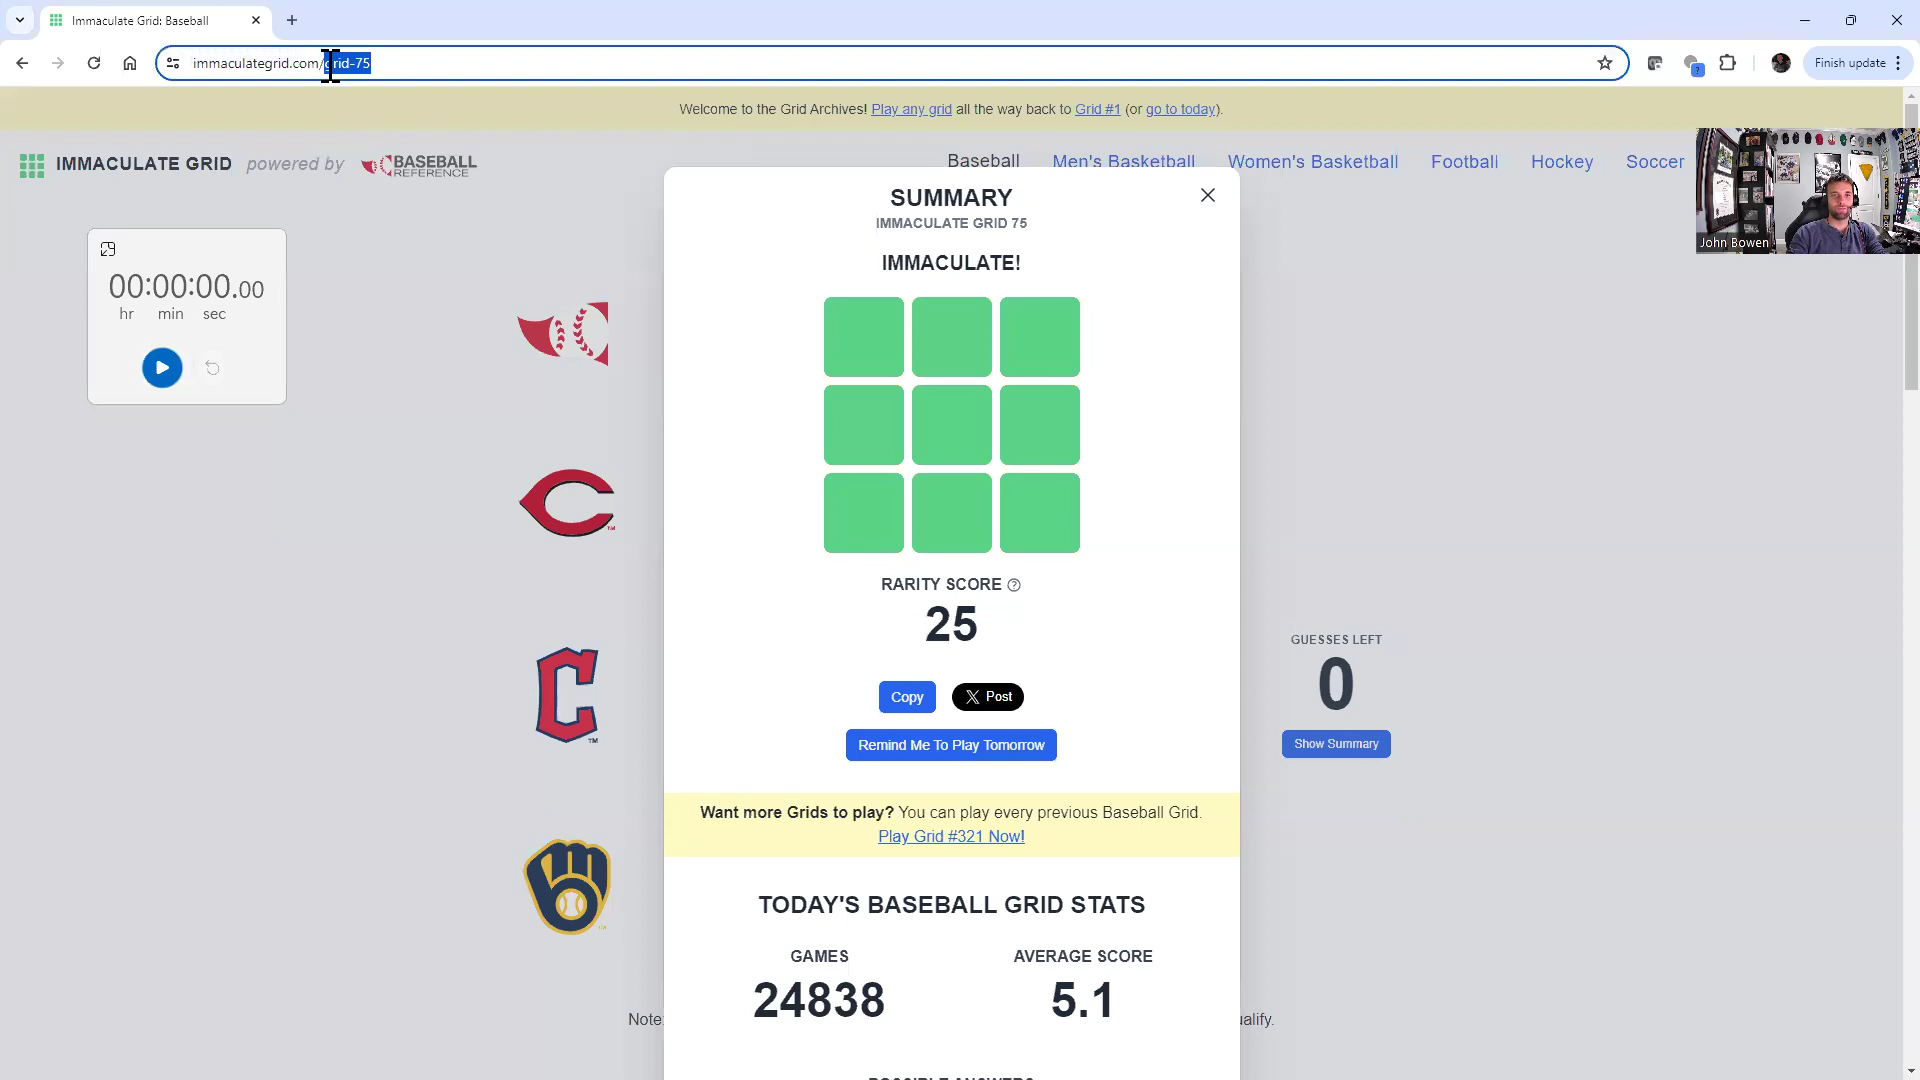 Immaculate Grid: Baseball
immaculategrid.com/grid-75
Finish update
Welcome to the Grid Archives! Play any grid all the way back to Grid #1 (or go to today).
IMMACULATE GRID powered by BASEBALL REFERENCE
Baseball Men's Basketball Women's Basketball Football Hockey Soccer
John Bowen
00:00:00.00
hr min sec
SUMMARY
IMMACULATE GRID 75
IMMACULATE!
RARITY SCORE
25
Copy
X Post
Remind Me To Play Tomorrow
Want more Grids to play? You can play every previous Baseball Grid.
Play Grid #321 Now!
TODAY'S BASEBALL GRID STATS
GAMES AVERAGE SCORE
24838 5.1
GUESSES LEFT
0
Show Summary
Note: